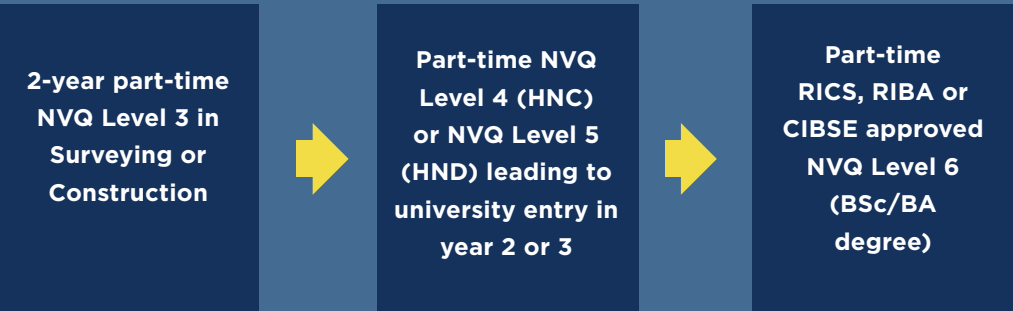 2-year part-time
NVQ Level 3 in
Surveying or
Construction
Part-time NVQ
Level 4 (HNC)
or NVQ Level 5
(HND) leading to
university entry in
year 2 or 3
Part-time
RICS, RIBA or
CIBSE approved
NVQ Level 6
(BSc/BA
degree)